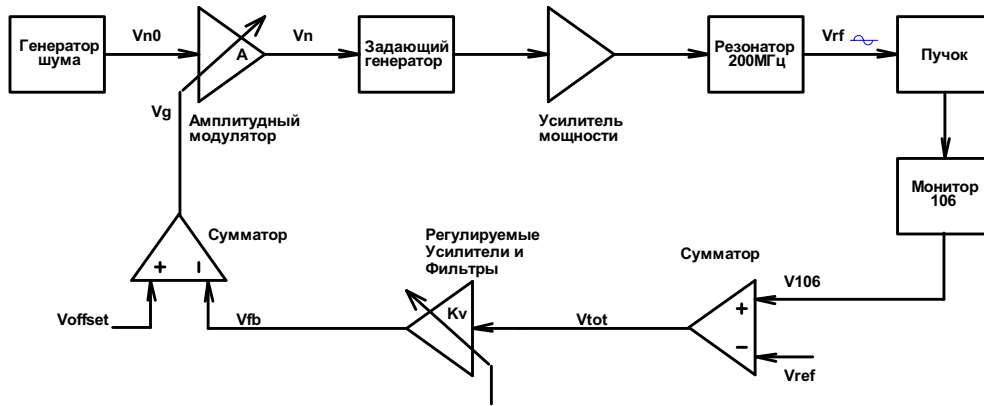 Генератор
шума
Vn0
A
Vn
Задающий
генератор
Резонатор
200МГц
Vrf
Пучок
Vg
Амплитудный
модулятор
Усилитель
мощности
Монитор
106
Сумматор
Регулируемые
Усилители и
Фильтры
Сумматор
V106
+
–
Voffset
Vfb
Kv
Vtot
+
–
Vref